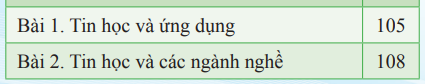 Bài 1. Tin học và ứng dụng 105
Bài 2. Tin học và các ngành nghề 108